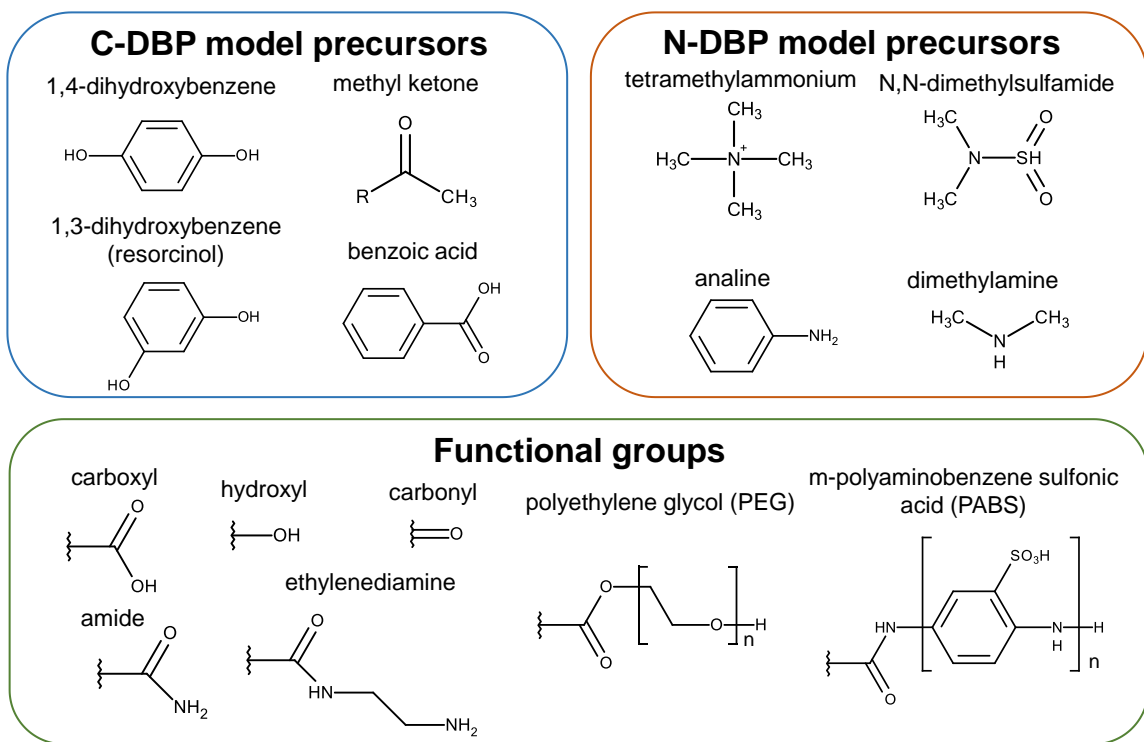 C-DBP model precursors
1,4-dihydroxybenzene
HO
OH
methyl ketone
O
R
CH3
1,3-dihydroxybenzene
(resorcinol)
OH
HO
benzoic acid
OH
O
N-DBP model precursors
tetramethylammonium
CH3
H3C
N+
CH3
CH3
N,N-dimethylsulfamide
H3C
O
N
SH
CH3
O
analine
NH2
dimethylamine
H3C
CH3
N
H
Functional groups
carboxyl
O
OH
hydroxyl
OH
carbonyl
O
amide
O
NH2
ethylenediamine
O
HN
NH2
polyethylene glycol (PEG)
O
O
O
H
n
m-polyaminobenzene sulfonic
acid (PABS)
SO3H
HN
N
H
H
O
n